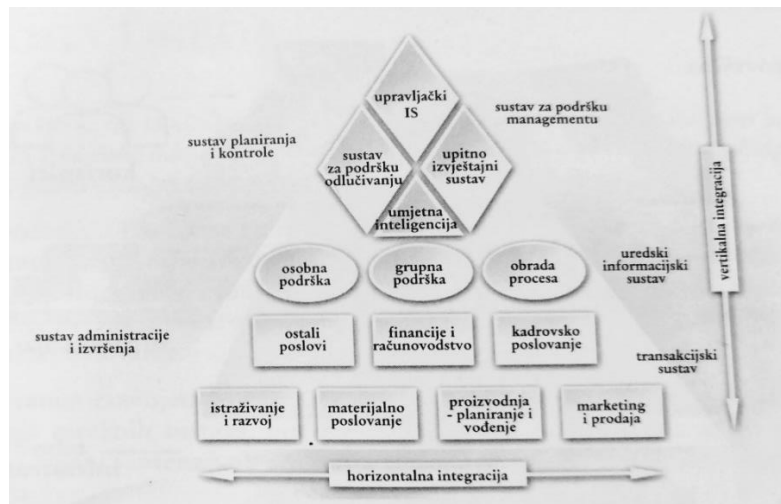 upravljački
IS
sustav za podršku
managementu
sustav planiranja
i kontrole
sustav
za podršku
odlučivanju
upitno
izvještajni
sustav
umjetna
inteligencija
vertikalna integracija
osobna
podrška
grupna
podrška
obrada
procesa
uredski
informacijski
sustav
sustav administracije
i izvršenja
ostali
poslovi
financije i
računovodstvo
kadrovsko
poslovanje
transakcijski
sustav
istraživanje
i razvoj
materijalno
poslovanje
proizvodnja
- planiranje i
vođenje
marketing
i prodaja
horizontalna integracija